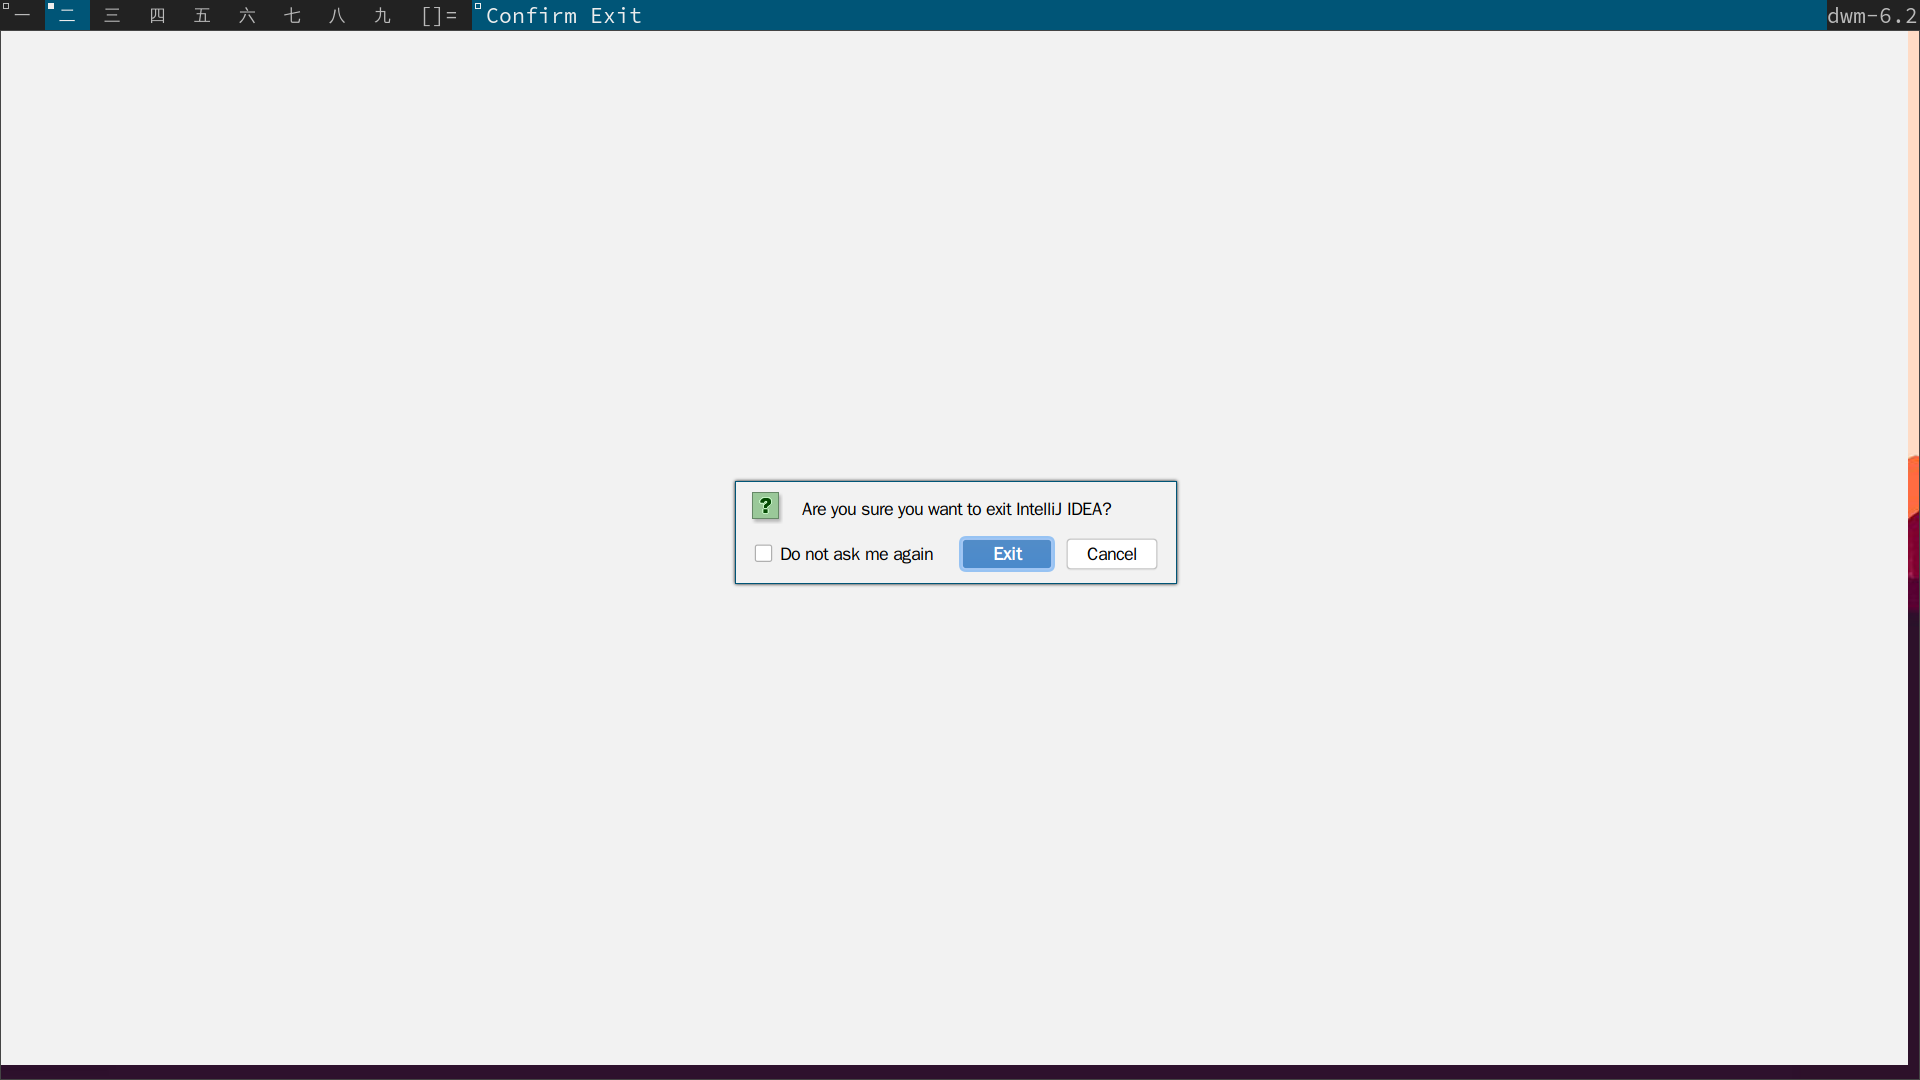 一 二 三 四 五 六 七 八 九 []= Confirm Exit dwm-6.2
? Are you sure you want to exit IntelliJ IDEA?
Do not ask me again Exit Cancel